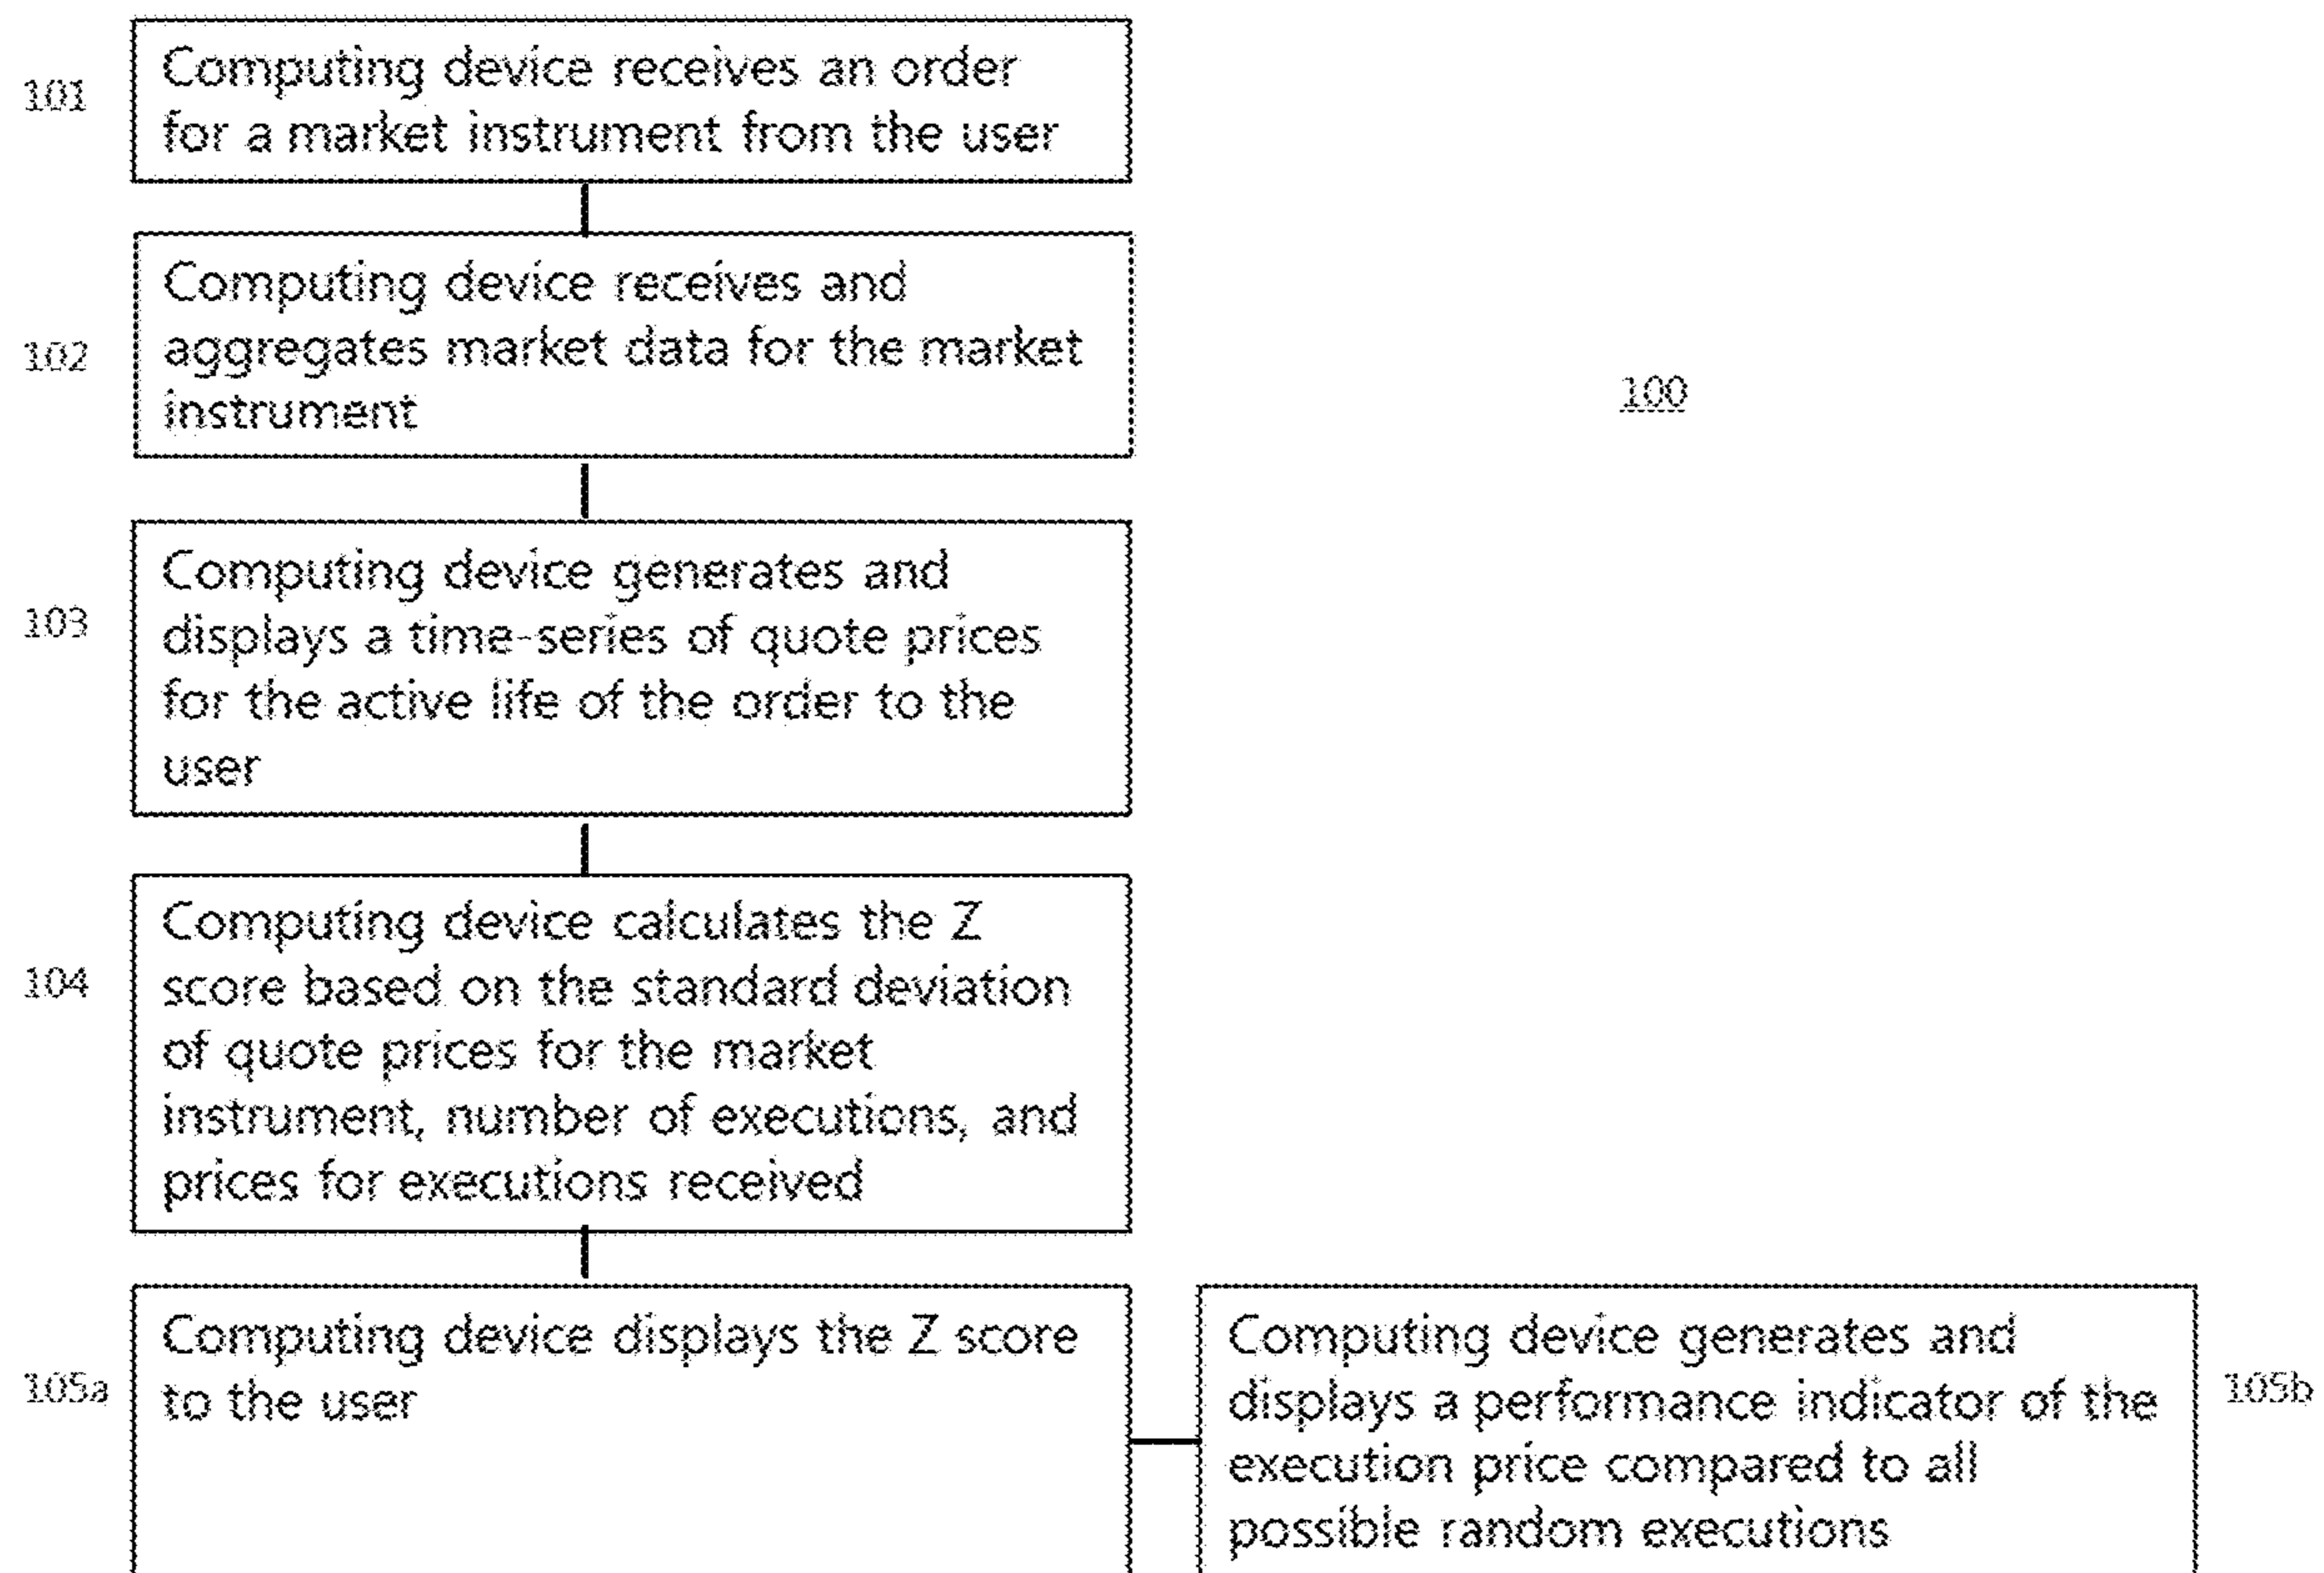 101
Computing device receives an order
for a market instrument from the user
102
Computing device receives and
aggregates market data for the market
instrument
100
103
Computing device generates and
displays a time-series of quote prices
for the active life of the order to the
user
104
Computing device calculates the Z
score based on the standard deviation
of quote prices for the market
instrument, number of executions, and
prices for executions received
105a
Computing device displays the Z score
to the user
Computing device generates and
displays a performance indicator of the
execution price compared to all
possible random executions
105b